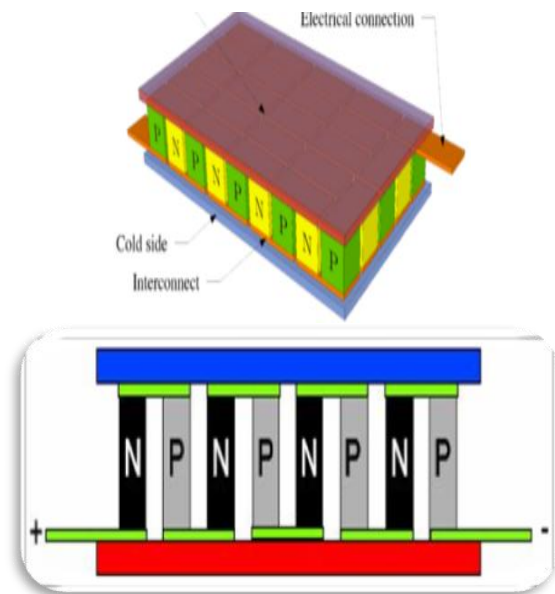 Electrical connection
P N P N P N P N P
Cold side
Interconnect
N P N P N P N P
+ -